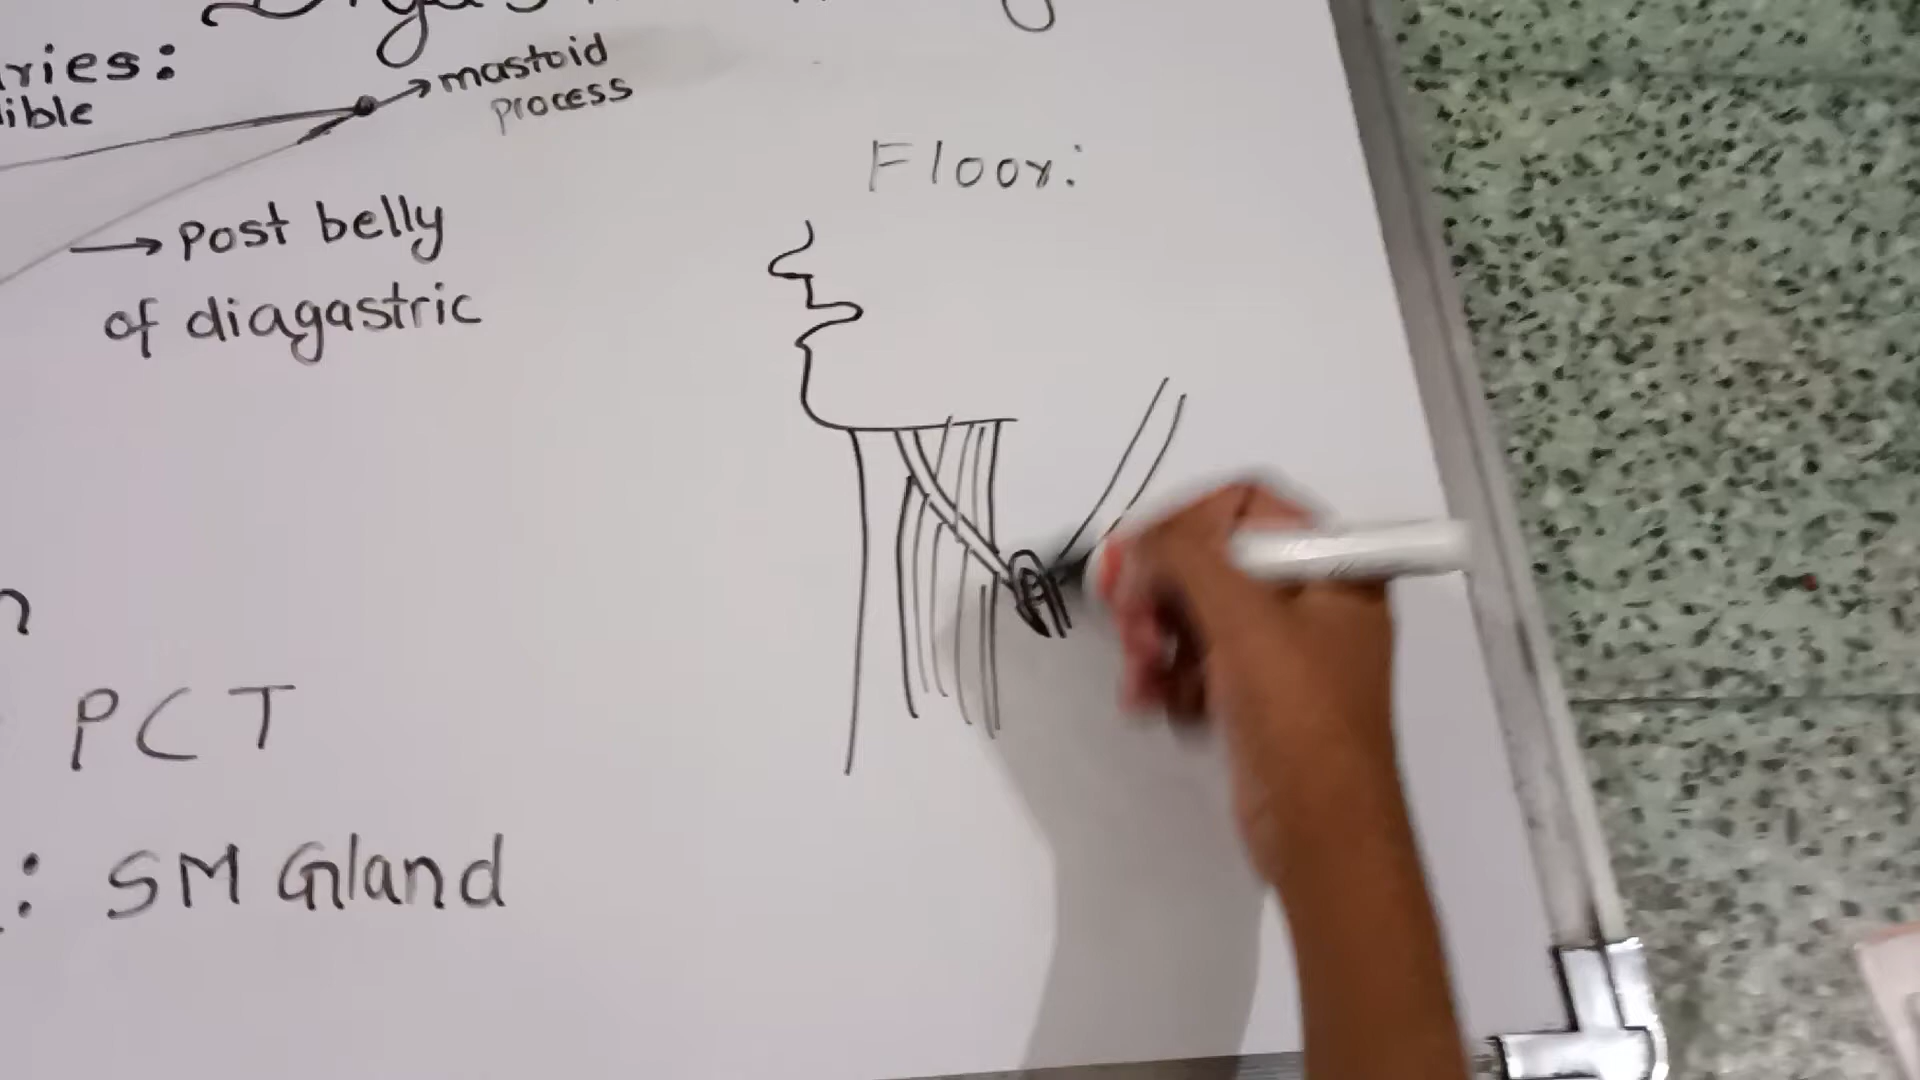 ries:
ible
mastoid
process
Floor:
post belly
of diagastric
PCT
: SM Gland